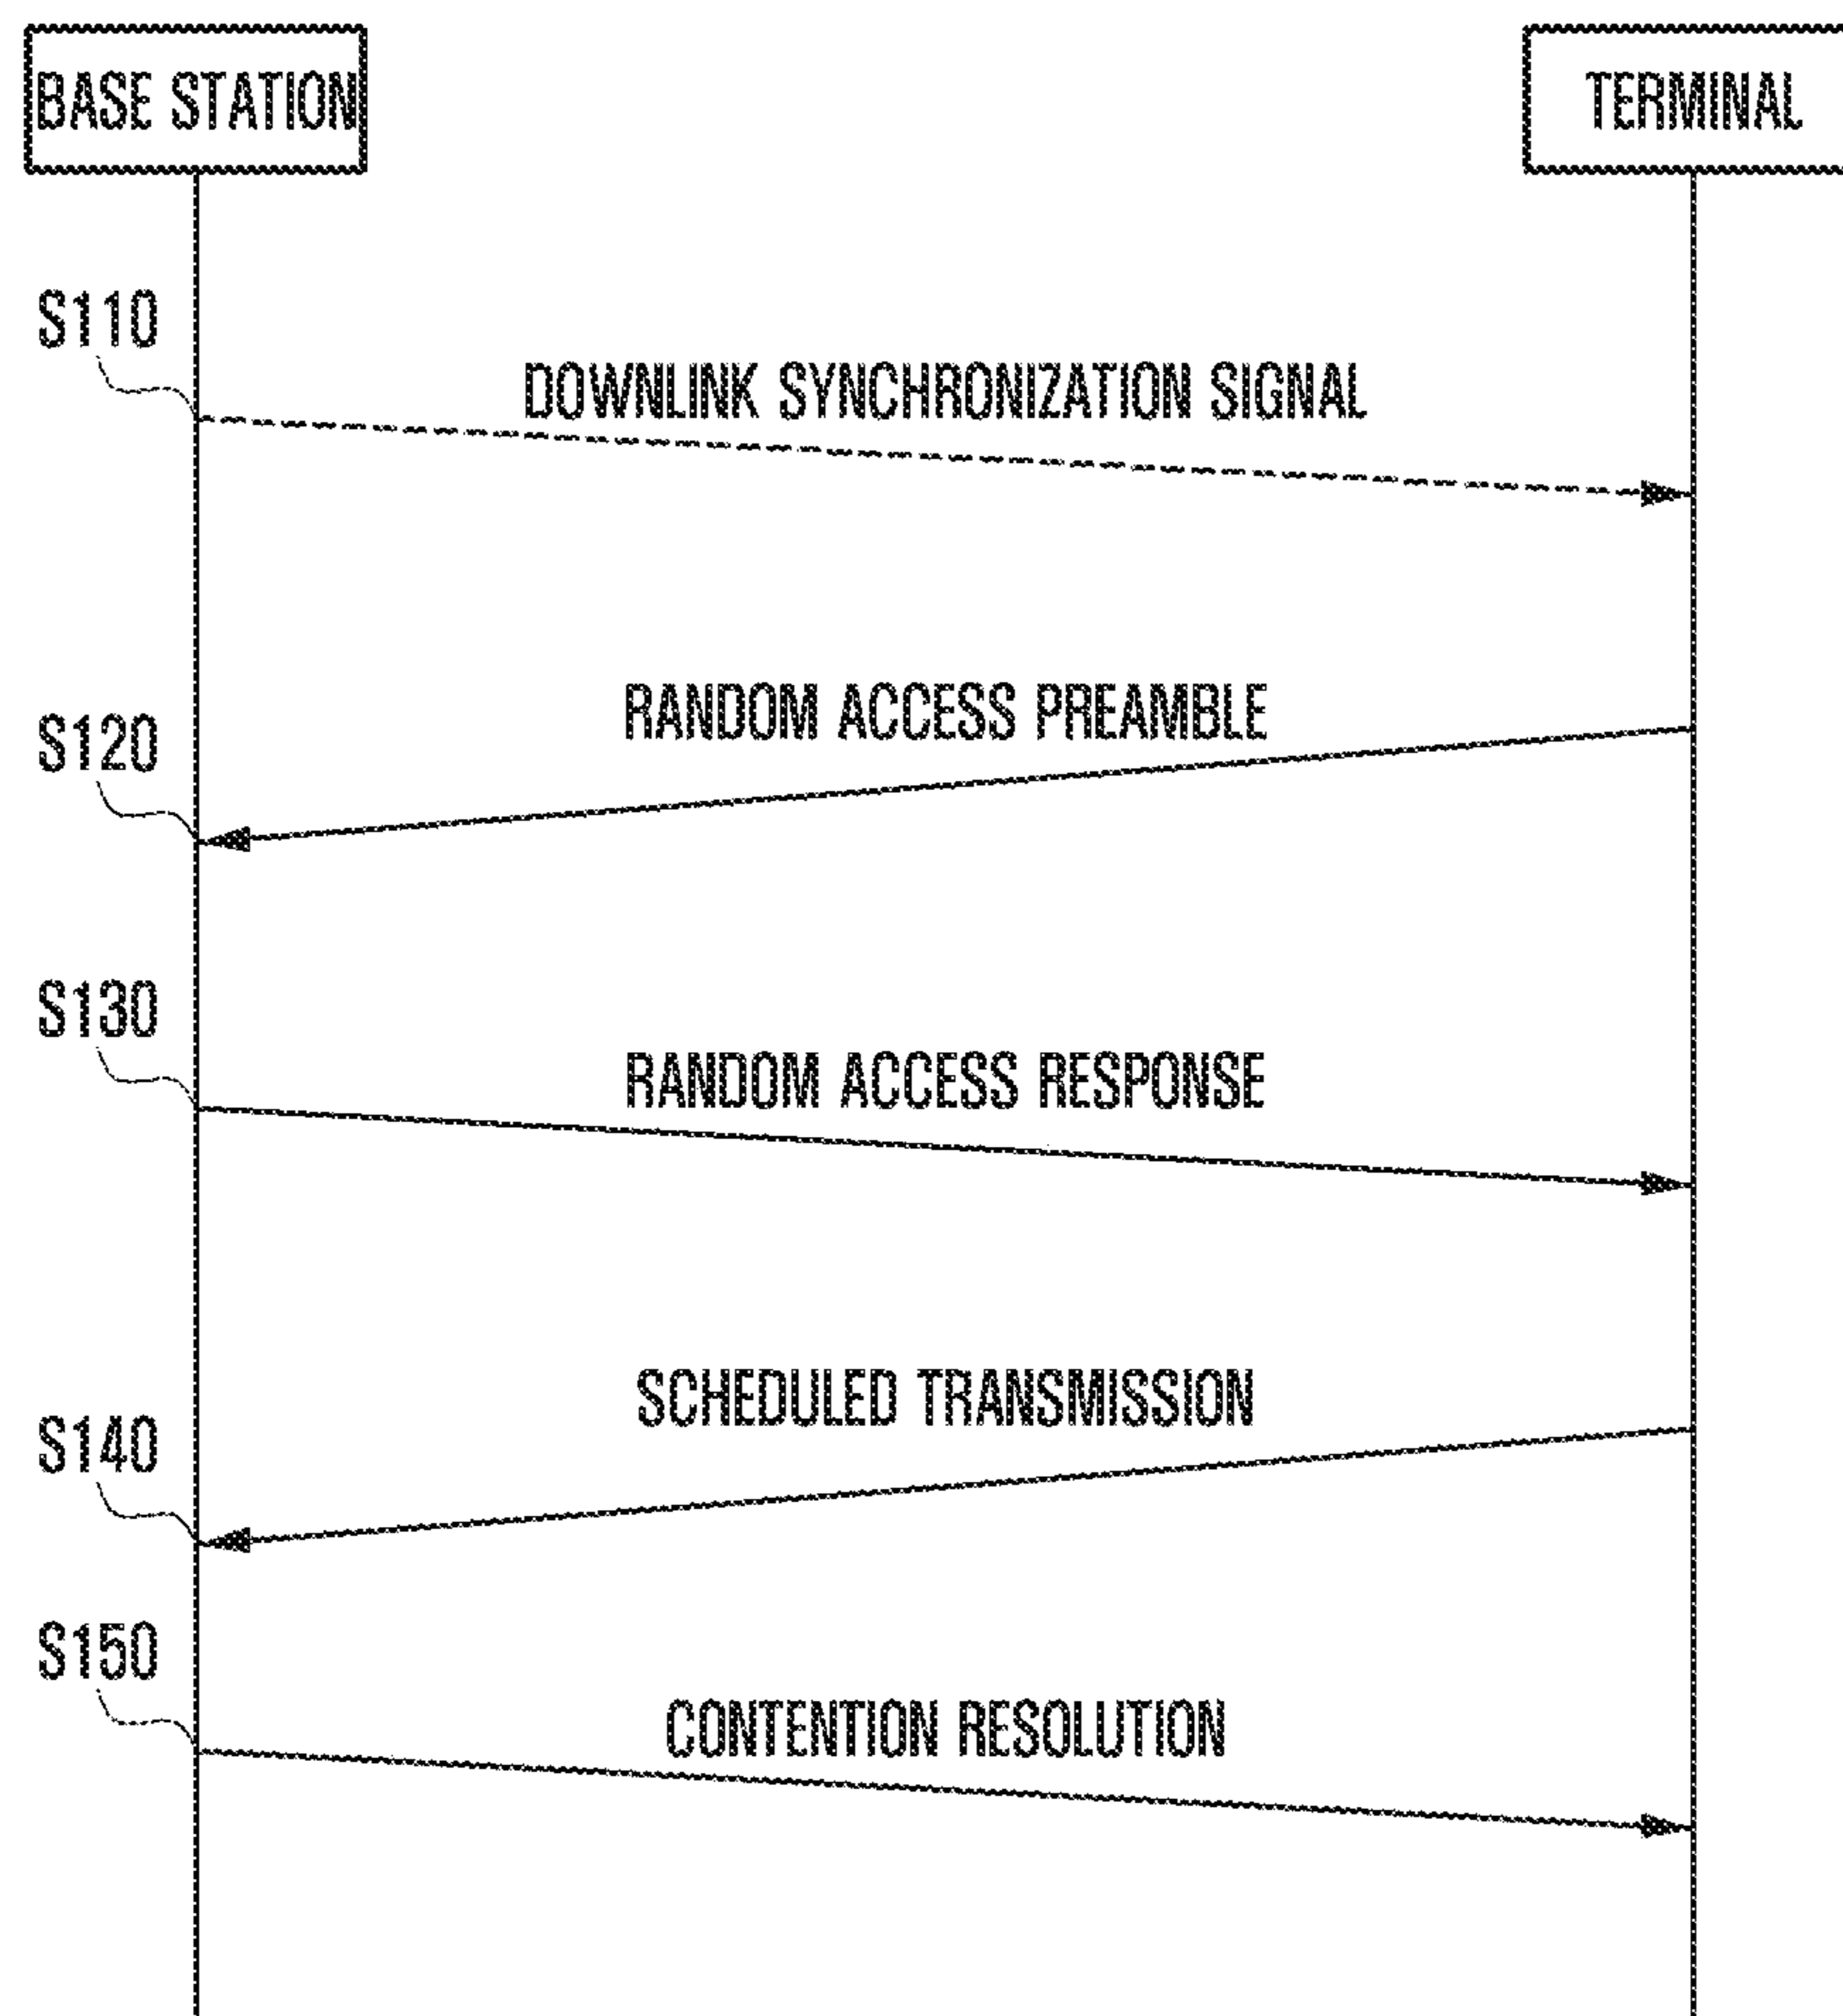 BASE STATION
TERMINAL
S110
DOWNLINK SYNCHRONIZATION SIGNAL
RANDOM ACCESS PREAMBLE
S120
S130
RANDOM ACCESS RESPONSE
SCHEDULED TRANSMISSION
S140
S150
CONTENTION RESOLUTION